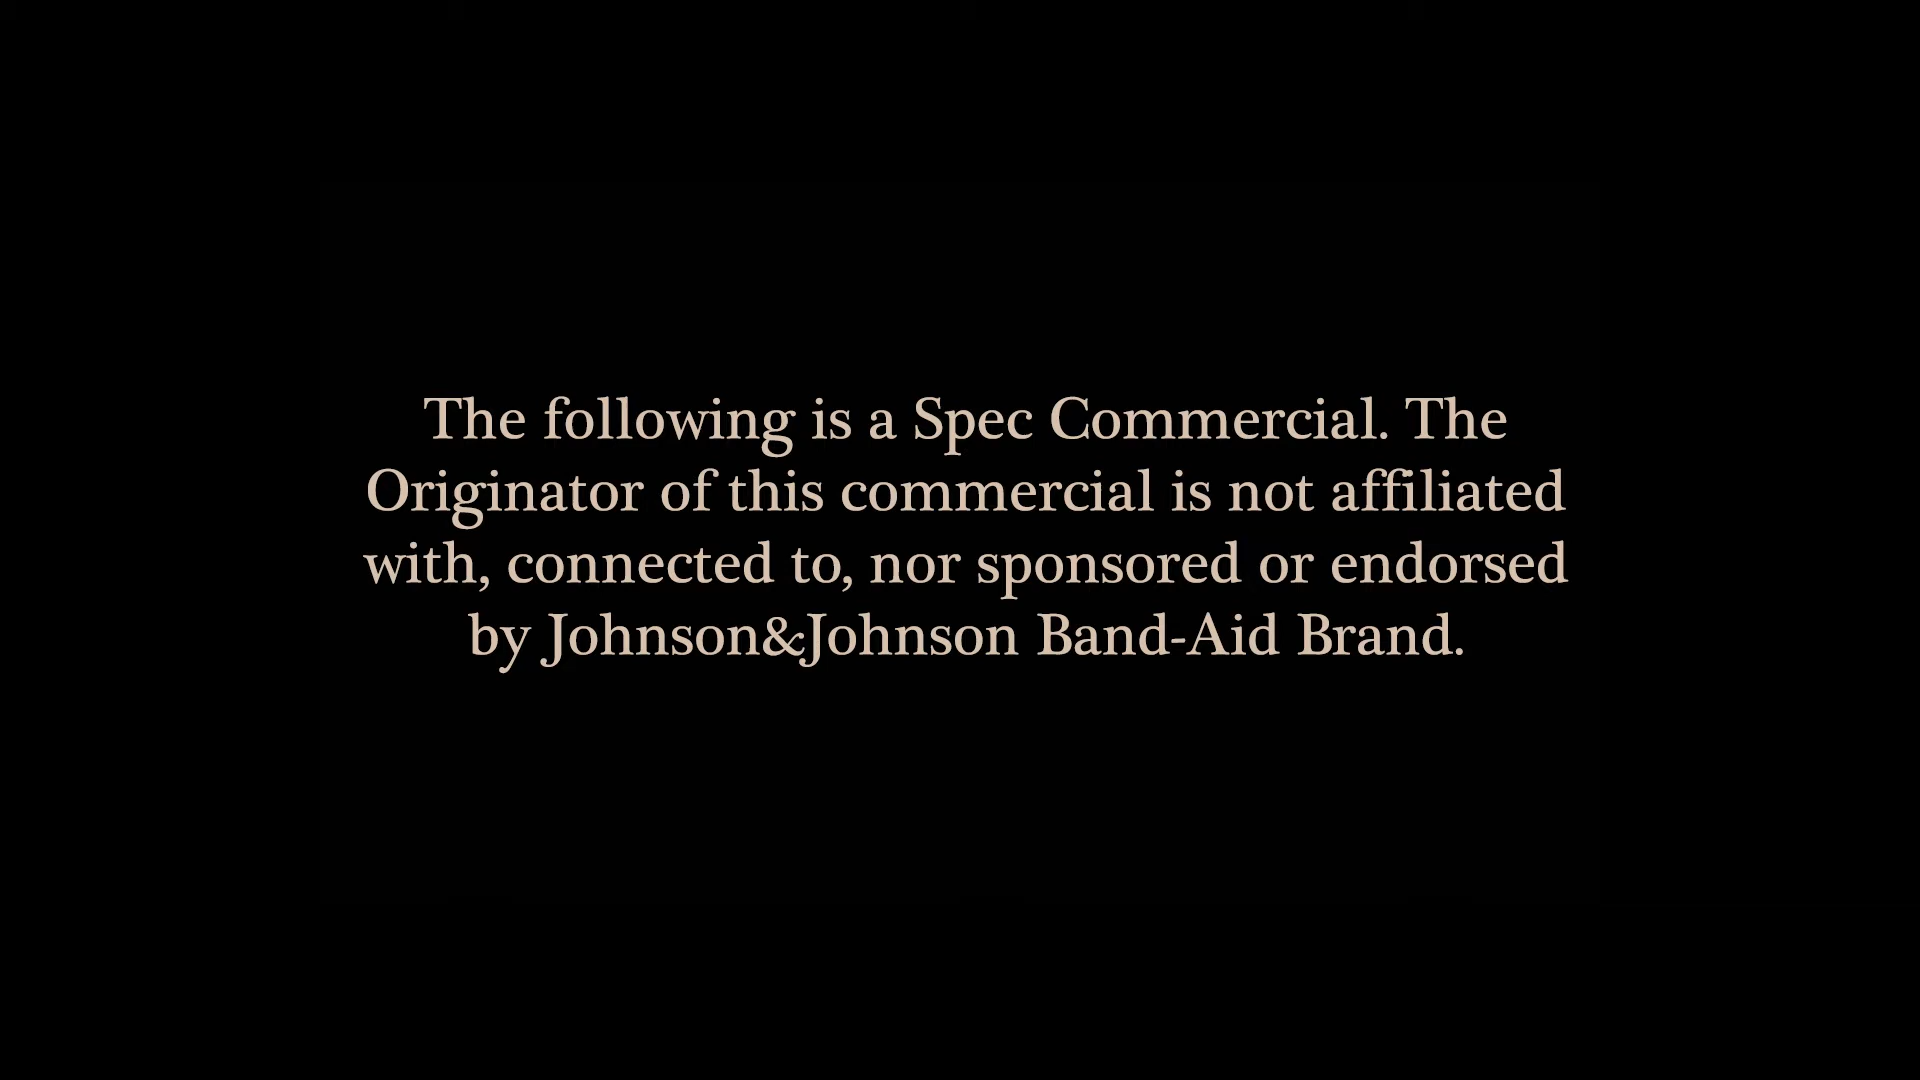 The following is a Spec Commercial. The
Originator of this commercial is not affiliated
with, connected to, nor sponsored or endorsed
by Johnson&Johnson Band-Aid Brand.